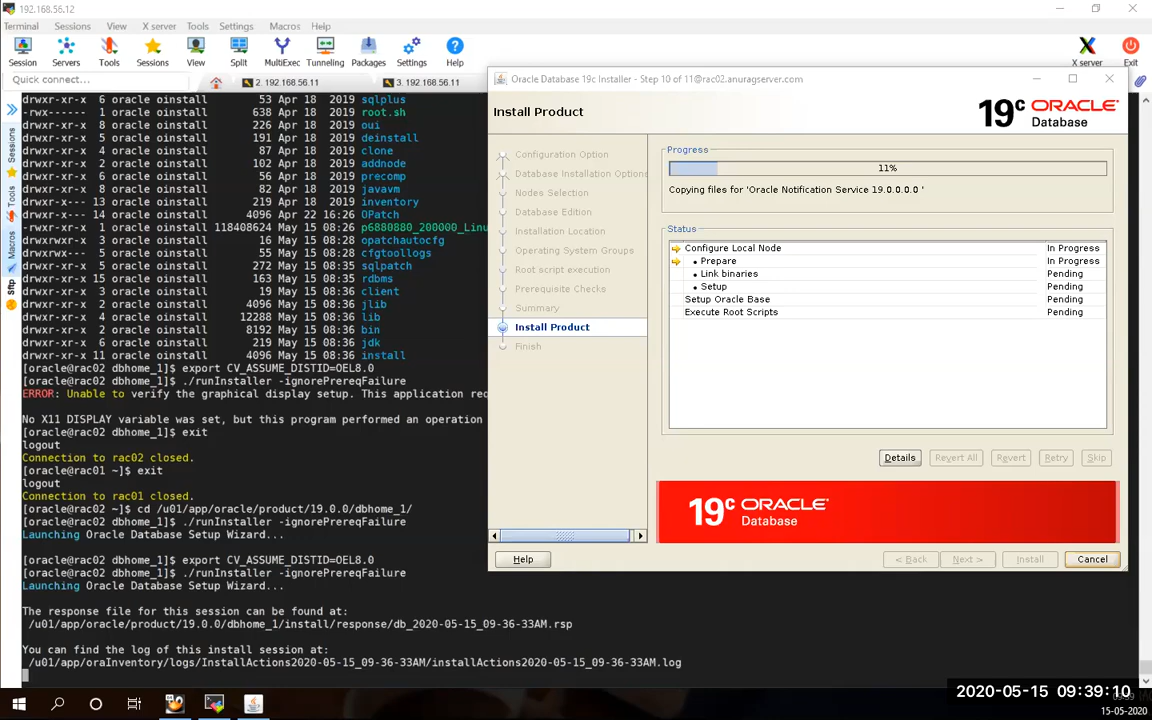 192.168.56.12
Terminal Sessions View X server Tools Settings Macros Help
Session Servers Tools Sessions View Split MultiExec Tunneling Packages Settings Help X server Exit
Quick connect...
2. 192.168.56.11
3. 192.168.56.11
Sessions
Tools
Macros
Sftp
drwxr-xr-x 6 oracle oinstall 53 Apr 18 2019 sqlplus
-rwx------ 1 oracle oinstall 638 Apr 18 2019 root.sh
drwxr-xr-x 8 oracle oinstall 226 Apr 18 2019 oui
drwxr-xr-x 5 oracle oinstall 191 Apr 18 2019 deinstall
drwxr-xr-x 4 oracle oinstall 87 Apr 18 2019 clone
drwxr-xr-x 3 oracle oinstall 102 Apr 18 2019 addnode
drwxr-xr-x 7 oracle oinstall 56 Apr 18 2019 precomp
drwxr-xr-x 8 oracle oinstall 82 Apr 18 2019 javavm
drwxr-x--- 13 oracle oinstall 219 Apr 18 2019 inventory
drwxr-x--- 14 oracle oinstall 4096 Apr 22 16:26 OPatch
-rwxr-xr-x 1 oracle oinstall 118408624 May 15 08:26 p6880880_200000_Linu
drwxrwxr-x 3 oracle oinstall 16 May 15 08:28 opatchautocfg
drwxrwx--- 5 oracle oinstall 55 May 15 08:28 cfgtoollogs
drwxrwxr-x 5 oracle oinstall 272 May 15 08:35 sqlpatch
drwxr-xr-x 15 oracle oinstall 163 May 15 08:35 rdbms
drwxr-xr-x 3 oracle oinstall 19 May 15 08:36 client
drwxr-xr-x 2 oracle oinstall 4096 May 15 08:36 jlib
drwxr-xr-x 4 oracle oinstall 12288 May 15 08:36 lib
drwxr-xr-x 2 oracle oinstall 8192 May 15 08:36 bin
drwxr-xr-x 6 oracle oinstall 219 May 15 08:36 jdk
drwxr-xr-x 11 oracle oinstall 4096 May 15 08:36 install
[oracle@rac02 dbhome_1]$ export CV_ASSUME_DISTID=OEL8.0
[oracle@rac02 dbhome_1]$ ./runInstaller -ignorePrereqFailure
ERROR: Unable to verify the graphical display setup. This application req
No X11 DISPLAY variable was set, but this program performed an operation
[oracle@rac02 dbhome_1]$ exit
logout
Connection to rac02 closed.
[oracle@rac01 ~]$ exit
logout
Connection to rac01 closed.
[oracle@rac02 ~]$ cd /u01/app/oracle/product/19.0.0/dbhome_1/
[oracle@rac02 dbhome_1]$ ./runInstaller -ignorePrereqFailure
Launching Oracle Database Setup Wizard...
[oracle@rac02 dbhome_1]$ export CV_ASSUME_DISTID=OEL8.0
[oracle@rac02 dbhome_1]$ ./runInstaller -ignorePrereqFailure
Launching Oracle Database Setup Wizard...
The response file for this session can be found at:
/u01/app/oracle/product/19.0.0/dbhome_1/install/response/db_2020-05-15_09-36-33AM.rsp
You can find the log of this install session at:
/u01/app/oraInventory/logs/InstallActions2020-05-15_09-36-33AM/installActions2020-05-15_09-36-33AM.log
Oracle Database 19c Installer - Step 10 of 11@rac02.anuragserver.com
Install Product
19c ORACLE
Database
Configuration Option
Database Installation Options
Nodes Selection
Database Edition
Installation Location
Operating System Groups
Root script execution
Prerequisite Checks
Summary
Install Product
Finish
Progress
11%
Copying files for 'Oracle Notification Service 19.0.0.0.0 '
Status
Configure Local Node In Progress
• Prepare In Progress
• Link binaries Pending
• Setup Pending
Setup Oracle Base Pending
Execute Root Scripts Pending
Details Revert All Revert Retry Skip
19c ORACLE
Database
Help < Back Next > Install Cancel
2020-05-15 09:39:10
15-05-2020